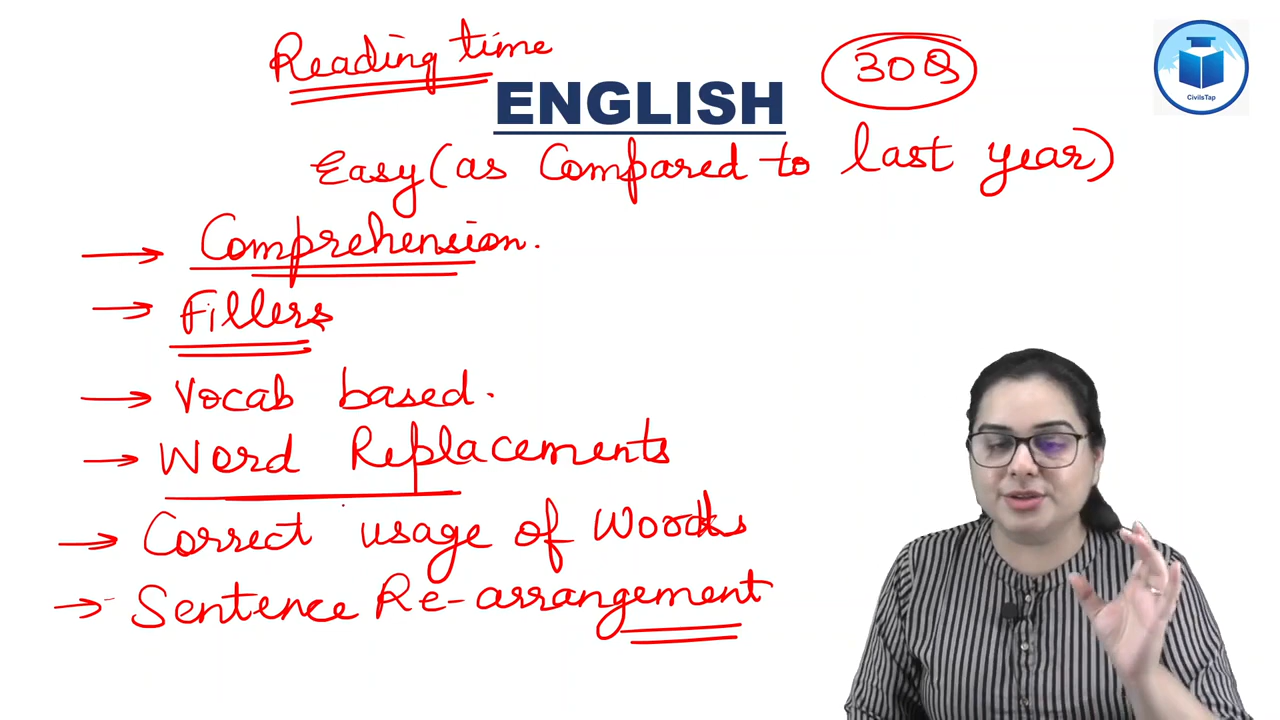 Reading time
30Q
ENGLISH
CivilsTap
Easy (as Compared to last year)
→ Comprehension.
→ Fillers
→ Vocab based.
→ Word Replacements
→ Correct usage of Words
→ Sentence Re-arrangement